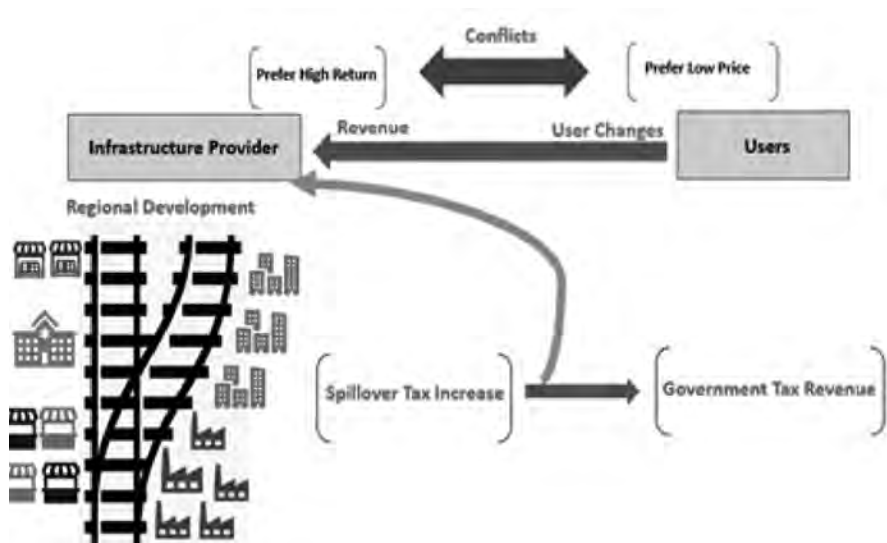 Conflicts
Prefer High Return
Prefer Low Price
Revenue
User Changes
Infrastructure Provider
Users
Regional Development
Spillover Tax Increase
Government Tax Revenue